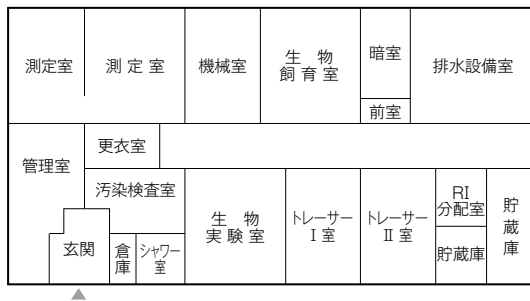 測定室
測定室
機械室
生物
飼育室
暗室
前室
排水設備室
管理室
更衣室
汚染検査室
玄関
倉
庫
シャワー
室
生物
実験室
トレーサー
I室
トレーサー
II室
RI
分配室
貯蔵庫
貯
蔵
庫